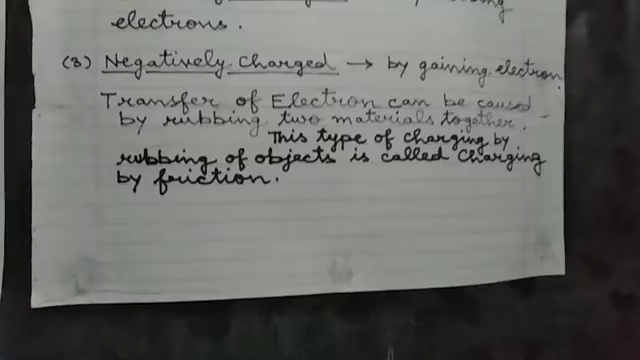 electrons.
(3) Negatively Charged → by gaining electron.
Transfer of Electron can be caused
by rubbing two materials together.
This type of charging by
rubbing of objects is called Charging
by friction.